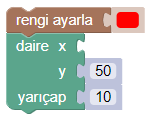 rengi ayarla
daire x
y 50
yarıçap 10